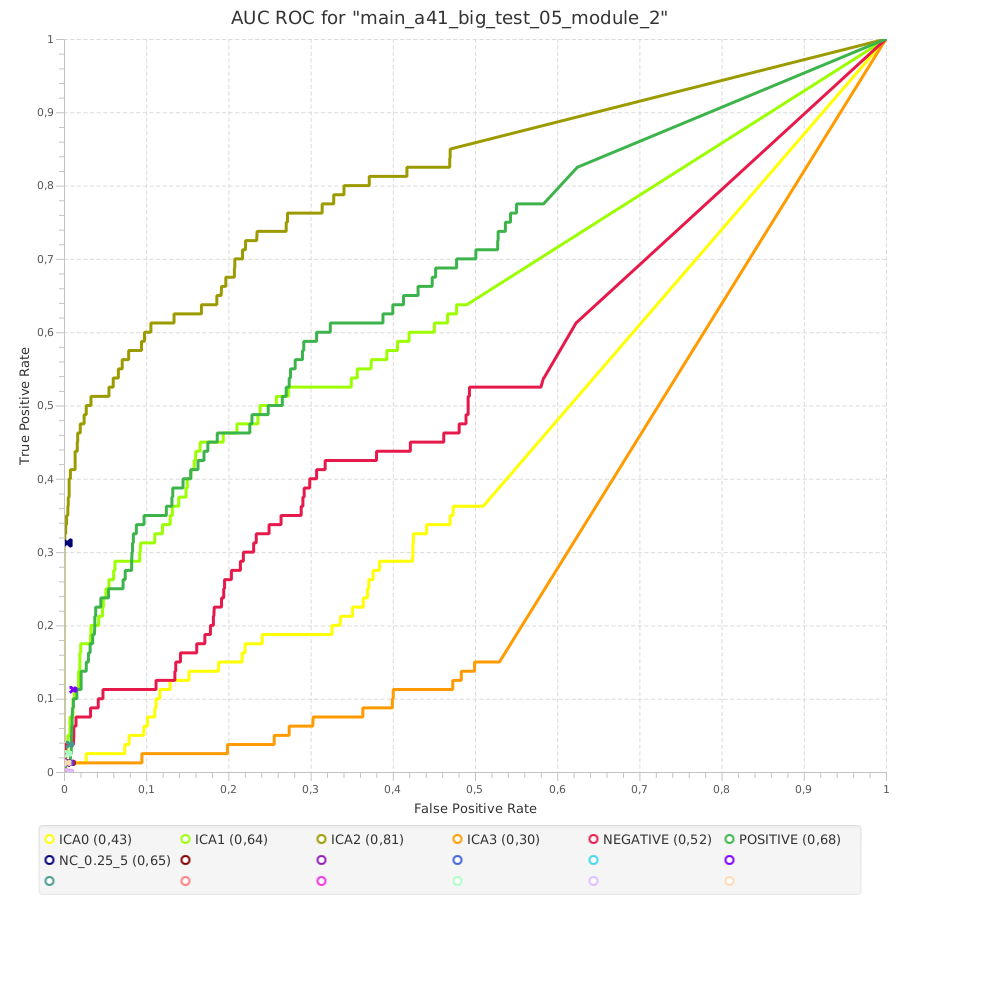 AUC ROC for "main_a41_big_test_05_module_2"
1
0,9
0,8
0,7
0,6
0,5
0,4
0,3
0,2
0,1
0
True Positive Rate
0 0,1 0,2 0,3 0,4 0,5 0,6 0,7 0,8 0,9 1
False Positive Rate
ICA0 (0,43) ICA1 (0,64) ICA2 (0,81) ICA3 (0,30) NEGATIVE (0,52) POSITIVE (0,68)
NC_0.25_5 (0,65)